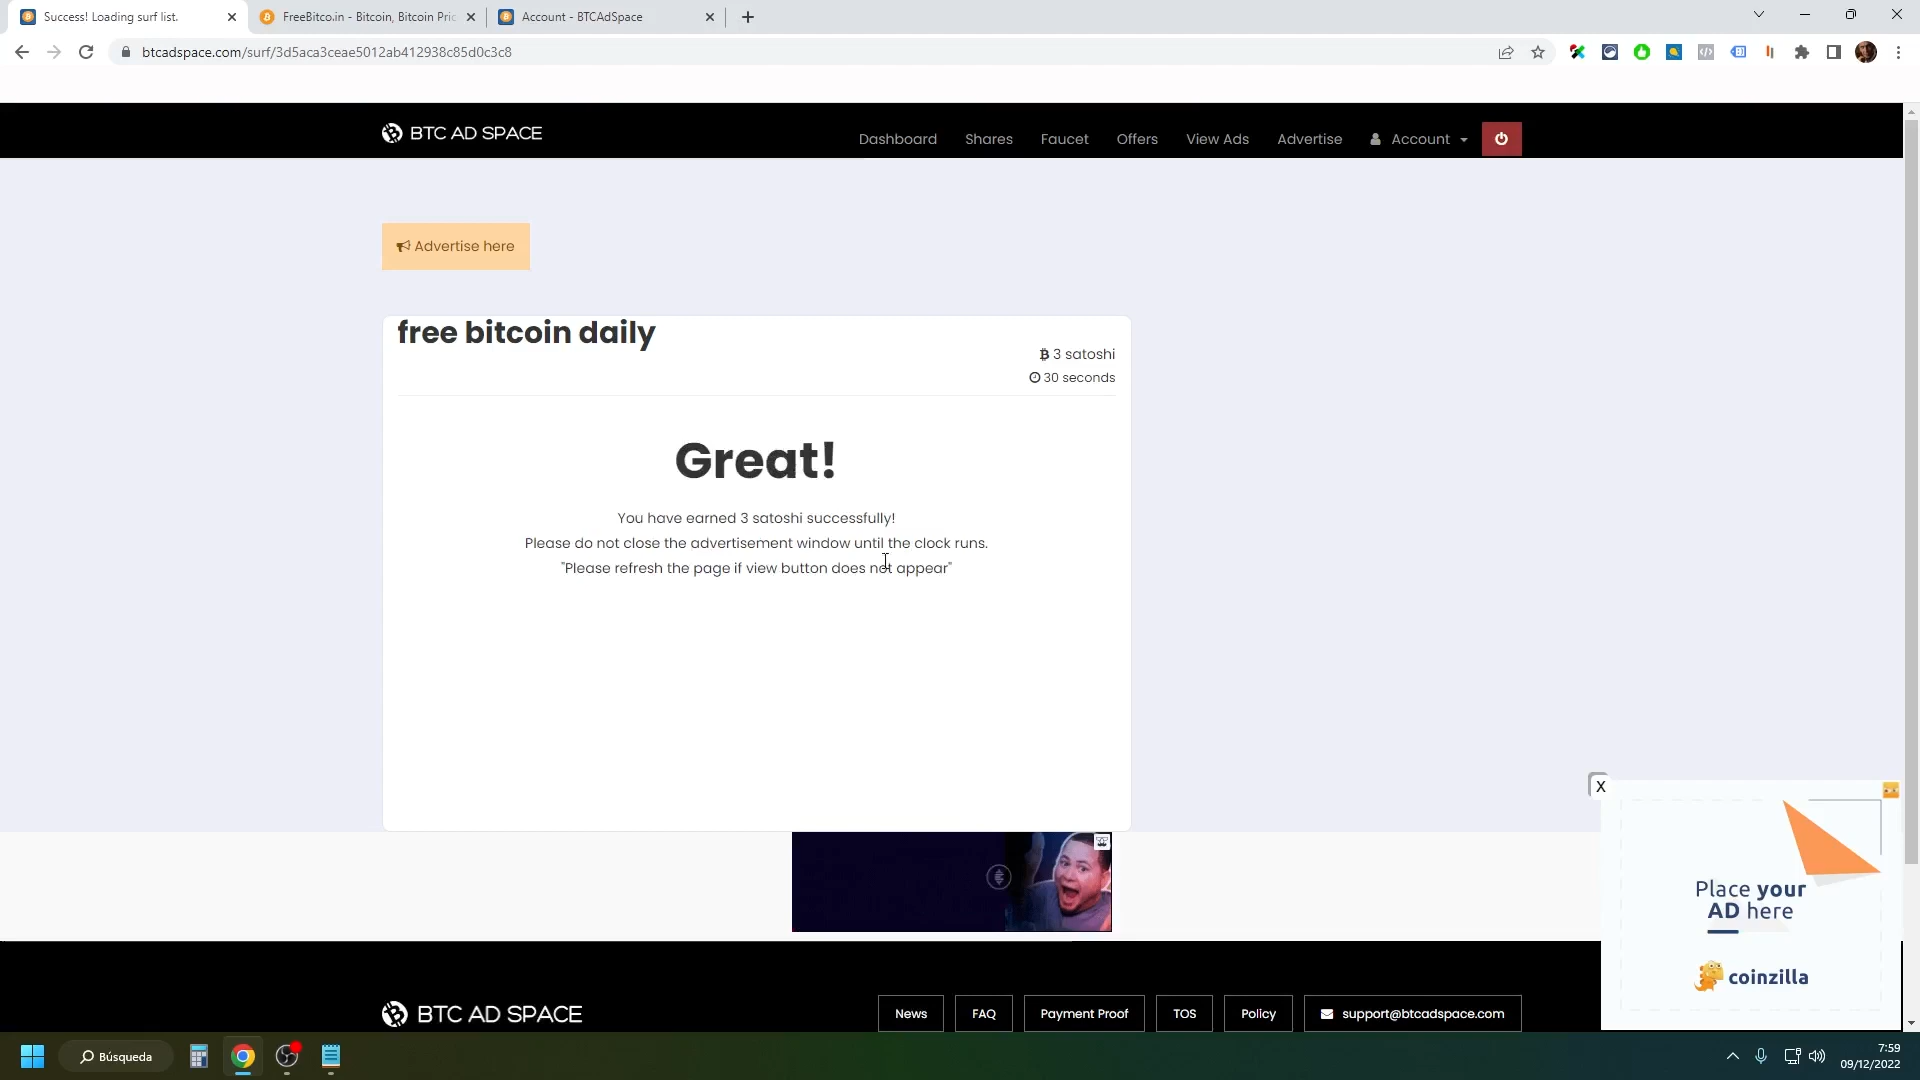 Success! Loading surf list.
FreeBitco.in - Bitcoin, Bitcoin Pric
Account - BTCAdSpace
btcadspace.com/surf/3d5aca3ceae5012ab412938c85d0c3c8
BTC AD SPACE
Dashboard
Shares
Faucet
Offers
View Ads
Advertise
Account
Advertise here
free bitcoin daily
3 satoshi
30 seconds
Great!
You have earned 3 satoshi successfully!
Please do not close the advertisement window until the clock runs.
"Please refresh the page if view button does not appear"
X
Place your
AD here
coinzilla
BTC AD SPACE
News
FAQ
Payment Proof
TOS
Policy
support@btcadspace.com
Búsqueda
7:59
09/12/2022